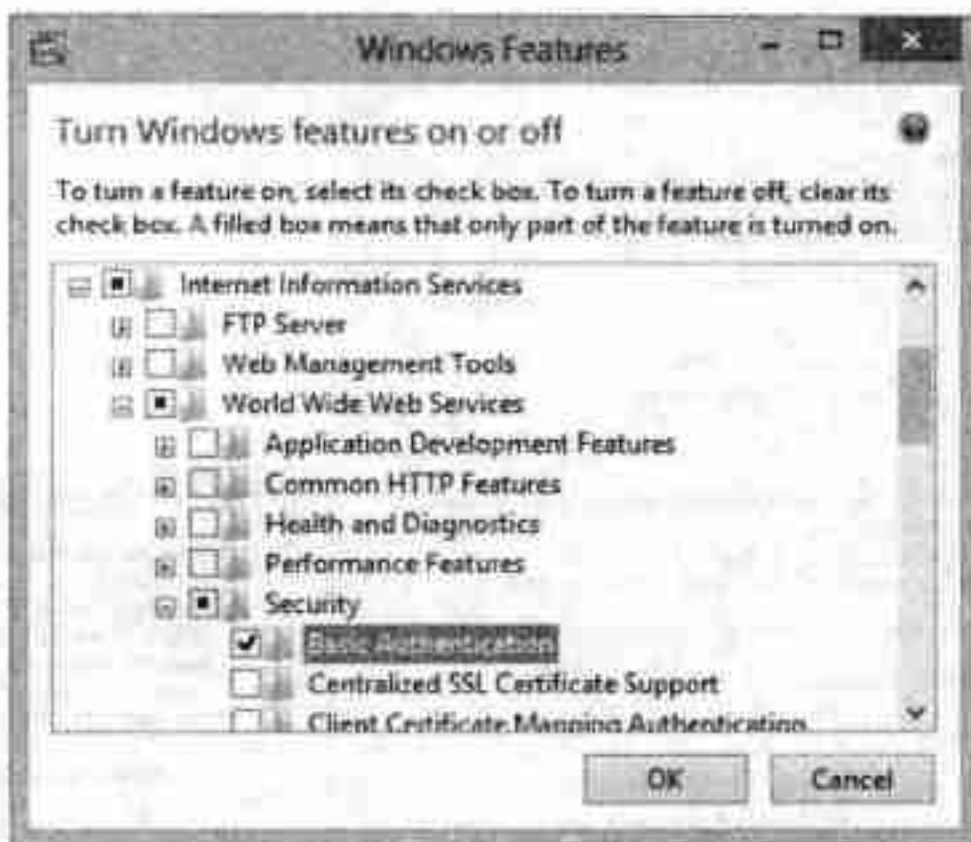 Windows Features
Turn Windows features on or off
To turn a feature on, select its check box. To turn a feature off, clear its
check box. A filled box means that only part of the feature is turned on.
Internet Information Services
FTP Server
Web Management Tools
World Wide Web Services
Application Development Features
Common HTTP Features
Health and Diagnostics
Performance Features
Security
Basic Authentication
Centralized SSL Certificate Support
Client Certificate Mapping Authentication
OK Cancel